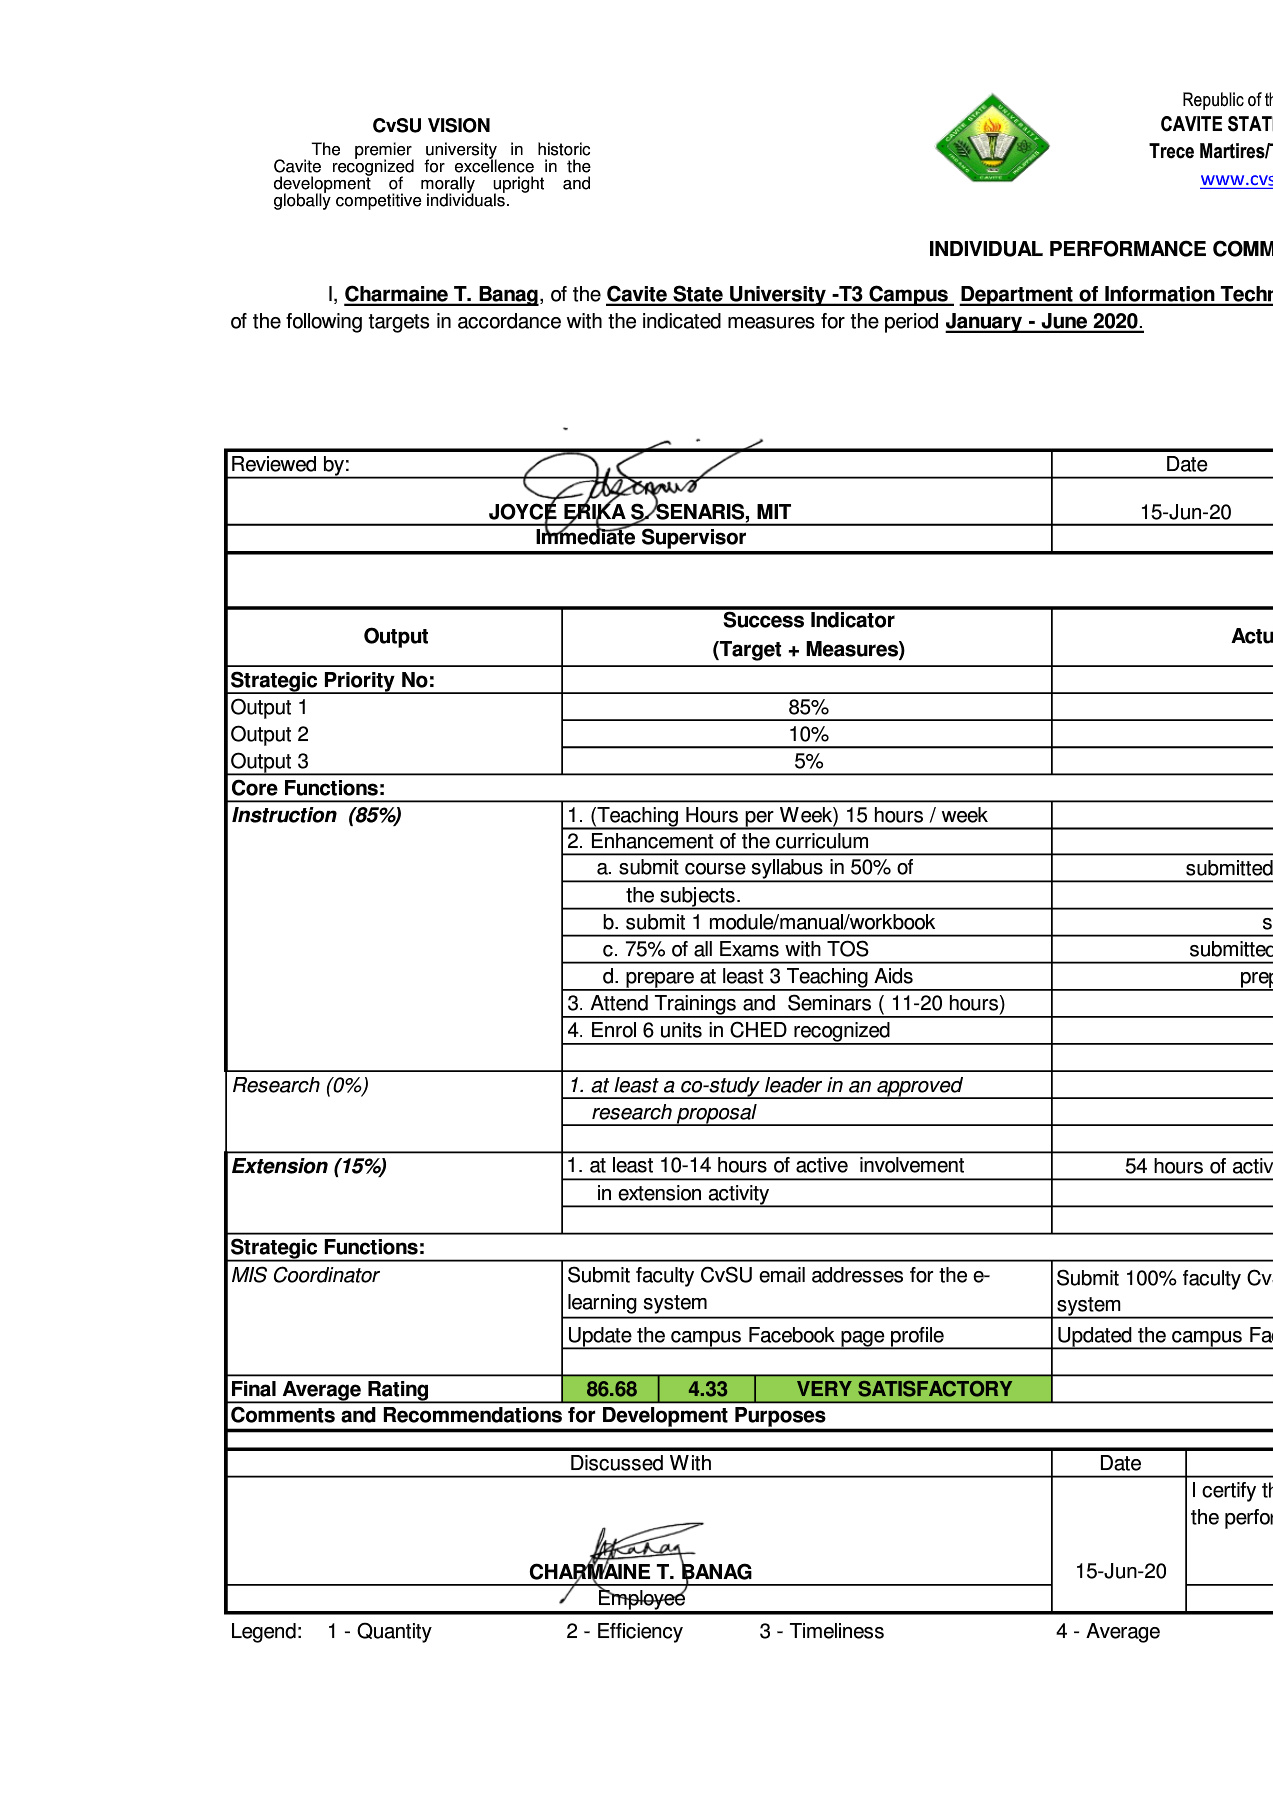 CvSU VISION
The premier university in historic
Cavite recognized for excellence in the
development of morally upright and
globally competitive individuals.
Republic of th
CAVITE STAT
Trece Martires/T
www.cvs
INDIVIDUAL PERFORMANCE COMM
I, Charmaine T. Banag, of the Cavite State University -T3 Campus Department of Information Techn
of the following targets in accordance with the indicated measures for the period January - June 2020.
Reviewed by: Date
JOYCE ERIKA S. SENARIS, MIT 15-Jun-20
Immediate Supervisor
Output Success Indicator Actu
(Target + Measures)
Strategic Priority No:
Output 1 85%
Output 2 10%
Output 3 5%
Core Functions:
Instruction (85%) 1. (Teaching Hours per Week) 15 hours / week
2. Enhancement of the curriculum
a. submit course syllabus in 50% of submitted
the subjects.
b. submit 1 module/manual/workbook s
c. 75% of all Exams with TOS submitted
d. prepare at least 3 Teaching Aids prep
3. Attend Trainings and Seminars ( 11-20 hours)
4. Enrol 6 units in CHED recognized
Research (0%) 1. at least a co-study leader in an approved
research proposal
Extension (15%) 1. at least 10-14 hours of active involvement 54 hours of activ
in extension activity
Strategic Functions:
MIS Coordinator Submit faculty CvSU email addresses for the e- Submit 100% faculty Cv
learning system system
Update the campus Facebook page profile Updated the campus Fa
Final Average Rating 86.68 4.33 VERY SATISFACTORY
Comments and Recommendations for Development Purposes
Discussed With Date
I certify th
the perfor
CHARMAINE T. BANAG 15-Jun-20
Employee
Legend: 1 - Quantity 2 - Efficiency 3 - Timeliness 4 - Average